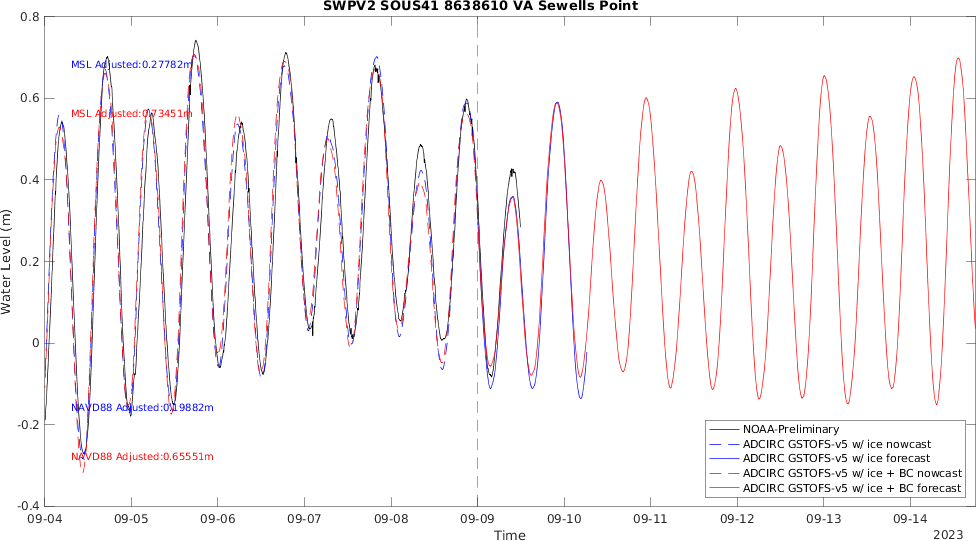 SWPV2 SOUS41 8638610 VA Sewells Point
0.8
0.6
0.4
0.2
0
-0.2
-0.4
Water Level (m)
MSL Adjusted:0.27782m
MSL Adjusted:0.73451m
NAVD88 Adjusted:0.19882m
NAVD88 Adjusted:0.65551m
NOAA-Preliminary
ADCIRC GSTOFS-v5 w/ ice nowcast
ADCIRC GSTOFS-v5 w/ ice forecast
ADCIRC GSTOFS-v5 w/ ice + BC nowcast
ADCIRC GSTOFS-v5 w/ ice + BC forecast
09-04 09-05 09-06 09-07 09-08 09-09 09-10 09-11 09-12 09-13 09-14
Time
2023